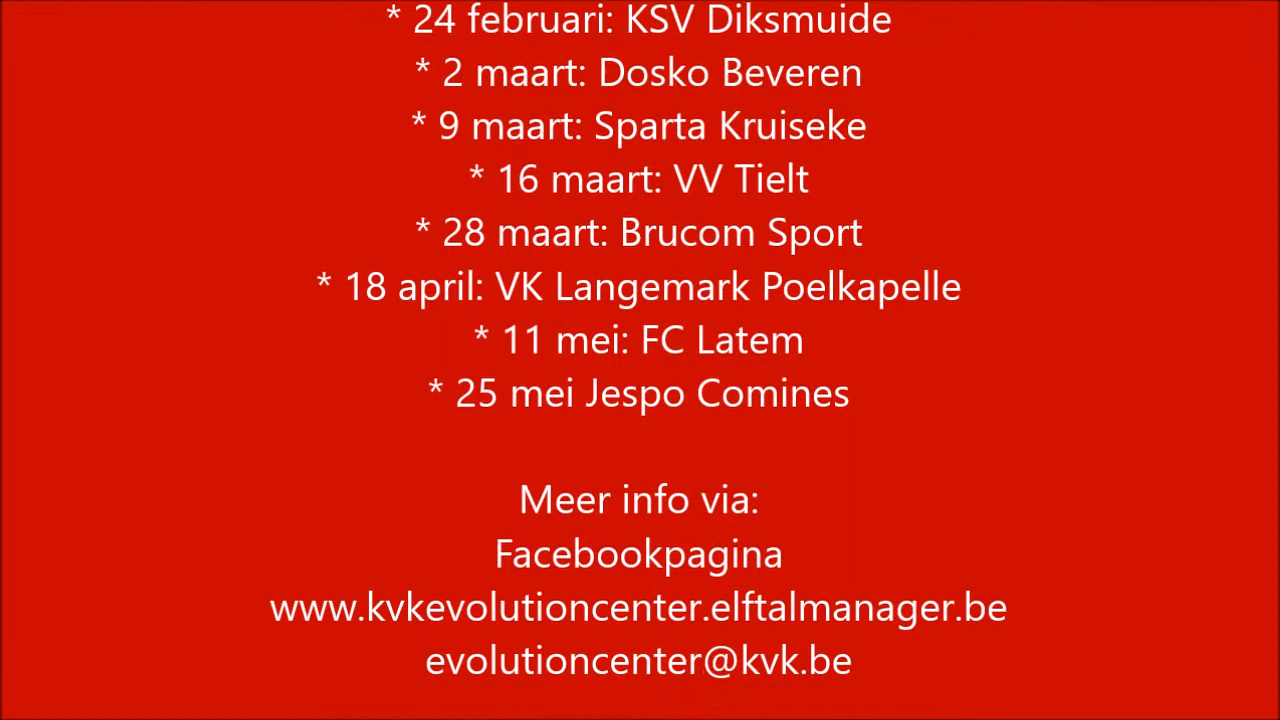 * 24 februari: KSV Diksmuide
* 2 maart: Dosko Beveren
* 9 maart: Sparta Kruiseke
* 16 maart: VV Tielt
* 28 maart: Brucom Sport
* 18 april: VK Langemark Poelkapelle
* 11 mei: FC Latem
* 25 mei Jespo Comines
Meer info via:
Facebookpagina
www.kvkevolutioncenter.elftalmanager.be
evolutioncenter@kvk.be